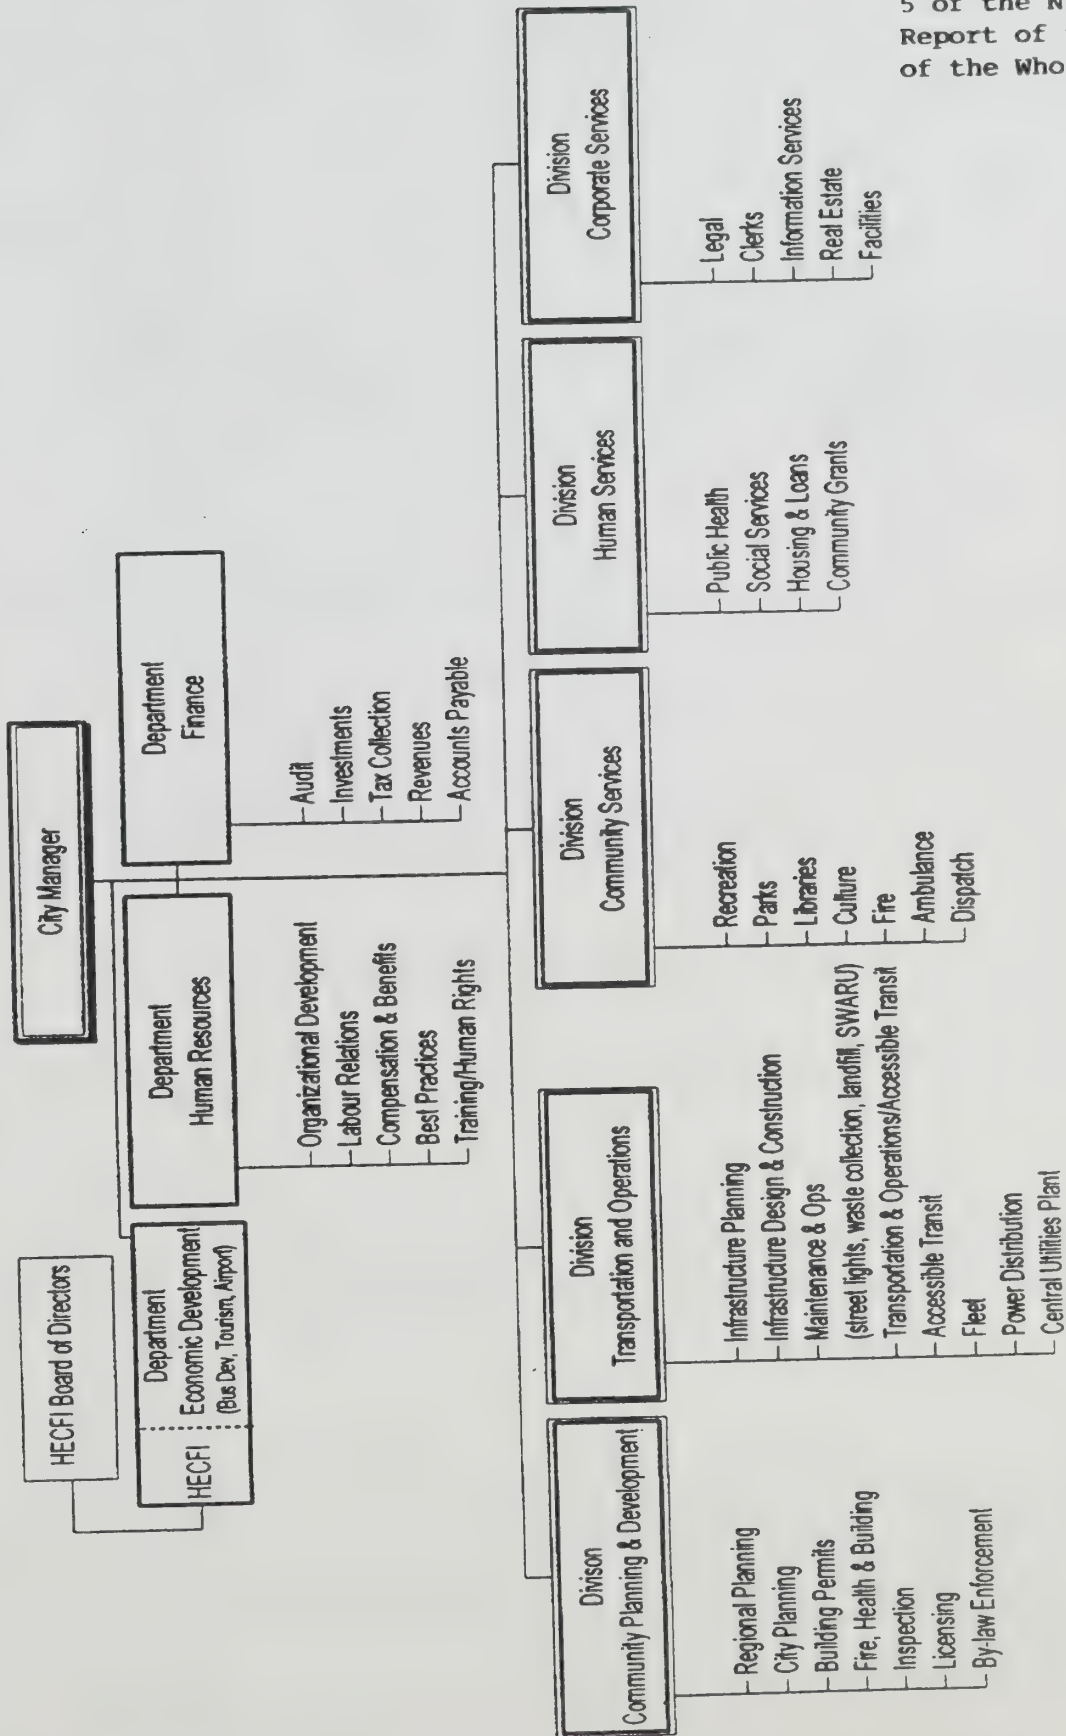 5 of the N
Report of
of the Who
City Manager
HECFI Board of Directors
HECFI
Department
Economic Development
(Bus Dev, Tourism, Airport)
Department
Human Resources
Organizational Development
Labour Relations
Compensation & Benefits
Best Practices
Training/Human Rights
Department
Finance
Audit
Investments
Tax Collection
Revenues
Accounts Payable
Divison
Community Planning & Development
Regional Planning
City Planning
Building Permits
Fire, Health & Building
Inspection
Licensing
By-law Enforcement
Division
Transportation and Operations
Infrastructure Planning
Infrastructure Design & Construction
Maintenance & Ops
(street lights, waste collection, landfill, SWARU)
Transportation & Operations/Accessible Transit
Accessible Transit
Fleet
Power Distribution
Central Utilities Plant
Division
Community Services
Recreation
Parks
Libraries
Culture
Fire
Ambulance
Dispatch
Division
Human Services
Public Health
Social Services
Housing & Loans
Community Grants
Division
Corporate Services
Legal
Clerks
Information Services
Real Estate
Facilities